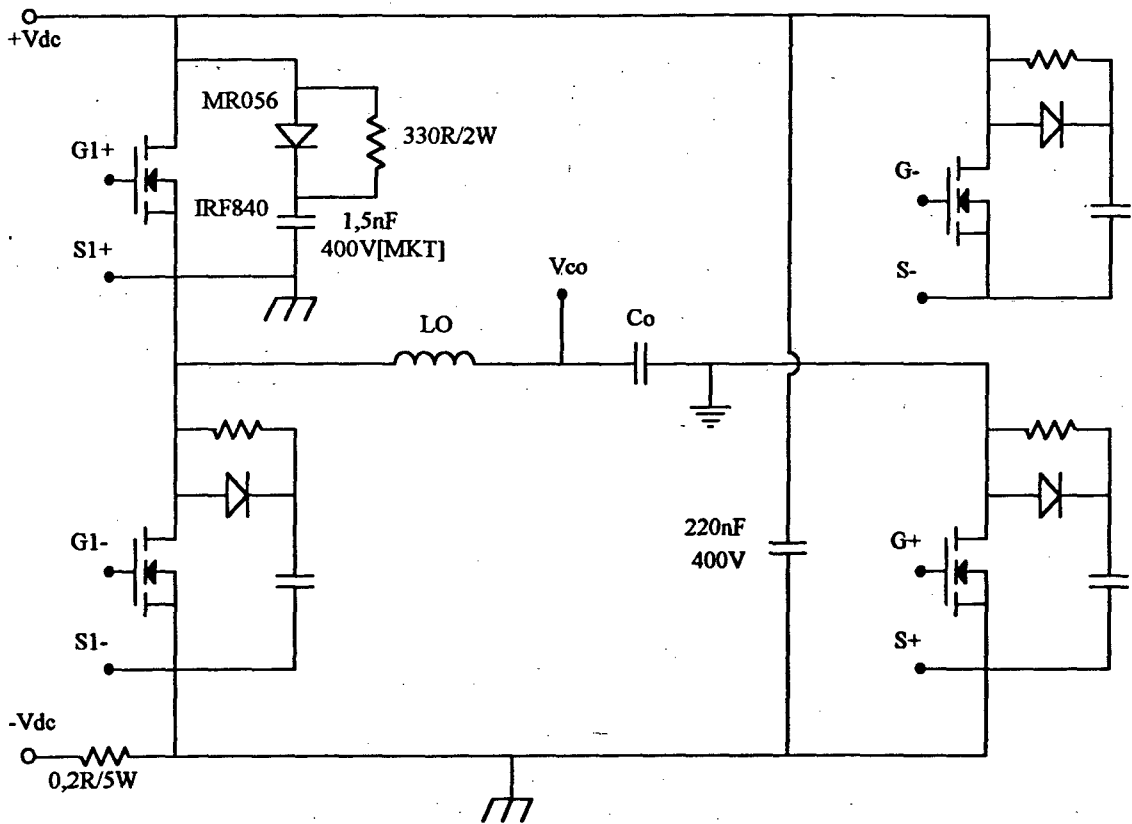 +Vdc
MR056
330R/2W
G1+
IRF840
1,5nF
400V[MKT]
S1+
G-
S-
Vco
LO
Co
220nF
400V
G1-
S1-
G+
S+
-Vdc
0,2R/5W